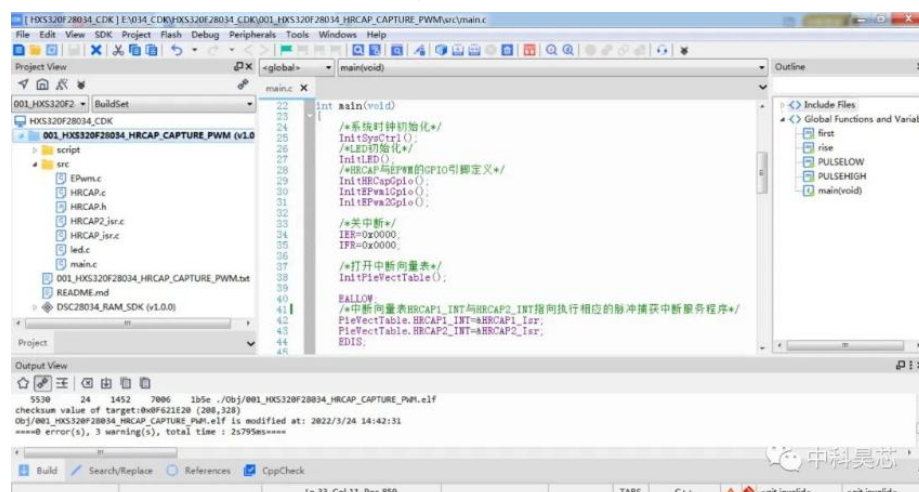 [ HXS320F28034_CDK ] E:\034_CDK\HXS320F28034_CDK\001_HXS320F28034_HRCAP_CAPTURE_PWM\src\main.c
File Edit View SDK Project Flash Debug Peripherals Tools Windows Help
Project View
<global>
main(void)
Outline
main.c X
001_HXS320F2
BuildSet
HXS320F28034_CDK
001_HXS320F28034_HRCAP_CAPTURE_PWM (v1.0
script
src
EPwm.c
HRCAP.c
HRCAP.h
HRCAP2_isr.c
HRCAP_isr.c
led.c
main.c
001_HXS320F28034_HRCAP_CAPTURE_PWM.txt
README.md
DSC28034_RAM_SDK (v1.0.0)
Project
22 int main(void)
23 {
24 /*系统时钟初始化*/
25 InitSysCtrl();
26 /*LED初始化*/
27 InitLED();
28 /*HRCAP与EPWM的GPIO引脚定义*/
29 InitHRCapGpio();
30 InitEPwm1Gpio();
31 InitEPwm2Gpio();
32
33 /*关中断*/
34 IER=0x0000;
35 IFR=0x0000;
36
37 /*打开中断向量表*/
38 InitPieVectTable();
39
40 EALLOW;
41 /*中断向量表HRCAP1_INT与HRCAP2_INT指向执行相应的脉冲捕获中断服务程序*/
42 PieVectTable.HRCAP1_INT=&HRCAP1_Isr;
43 PieVectTable.HRCAP2_INT=&HRCAP2_Isr;
44 EDIS;
45
Include Files
Global Functions and Variab
first
rise
PULSELOW
PULSEHIGH
main(void)
Output View
5530 24 1452 7006 1b5e ./Obj/001_HXS320F28034_HRCAP_CAPTURE_PWM.elf
checksum value of target:0x0F621E20 (208,328)
Obj/001_HXS320F28034_HRCAP_CAPTURE_PWM.elf is modified at: 2022/3/24 14:42:31
====0 error(s), 3 warning(s), total time : 2s795ms====
Build Search/Replace References CppCheck
中科昊芯